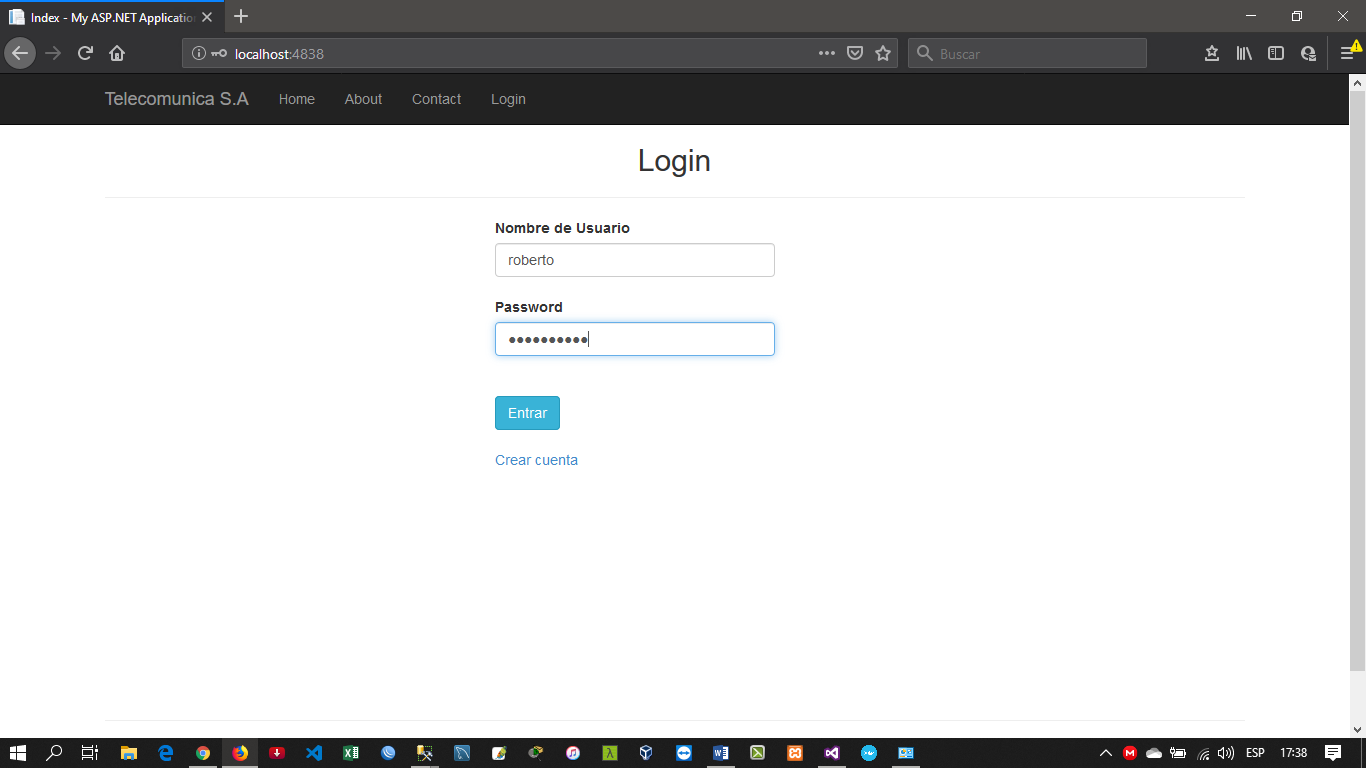 Index - My ASP.NET Applicatio
localhost:4838
Buscar
Telecomunica S.A Home About Contact Login
Login
Nombre de Usuario
roberto
Password
••••••••••
Entrar
Crear cuenta
ESP 17:38